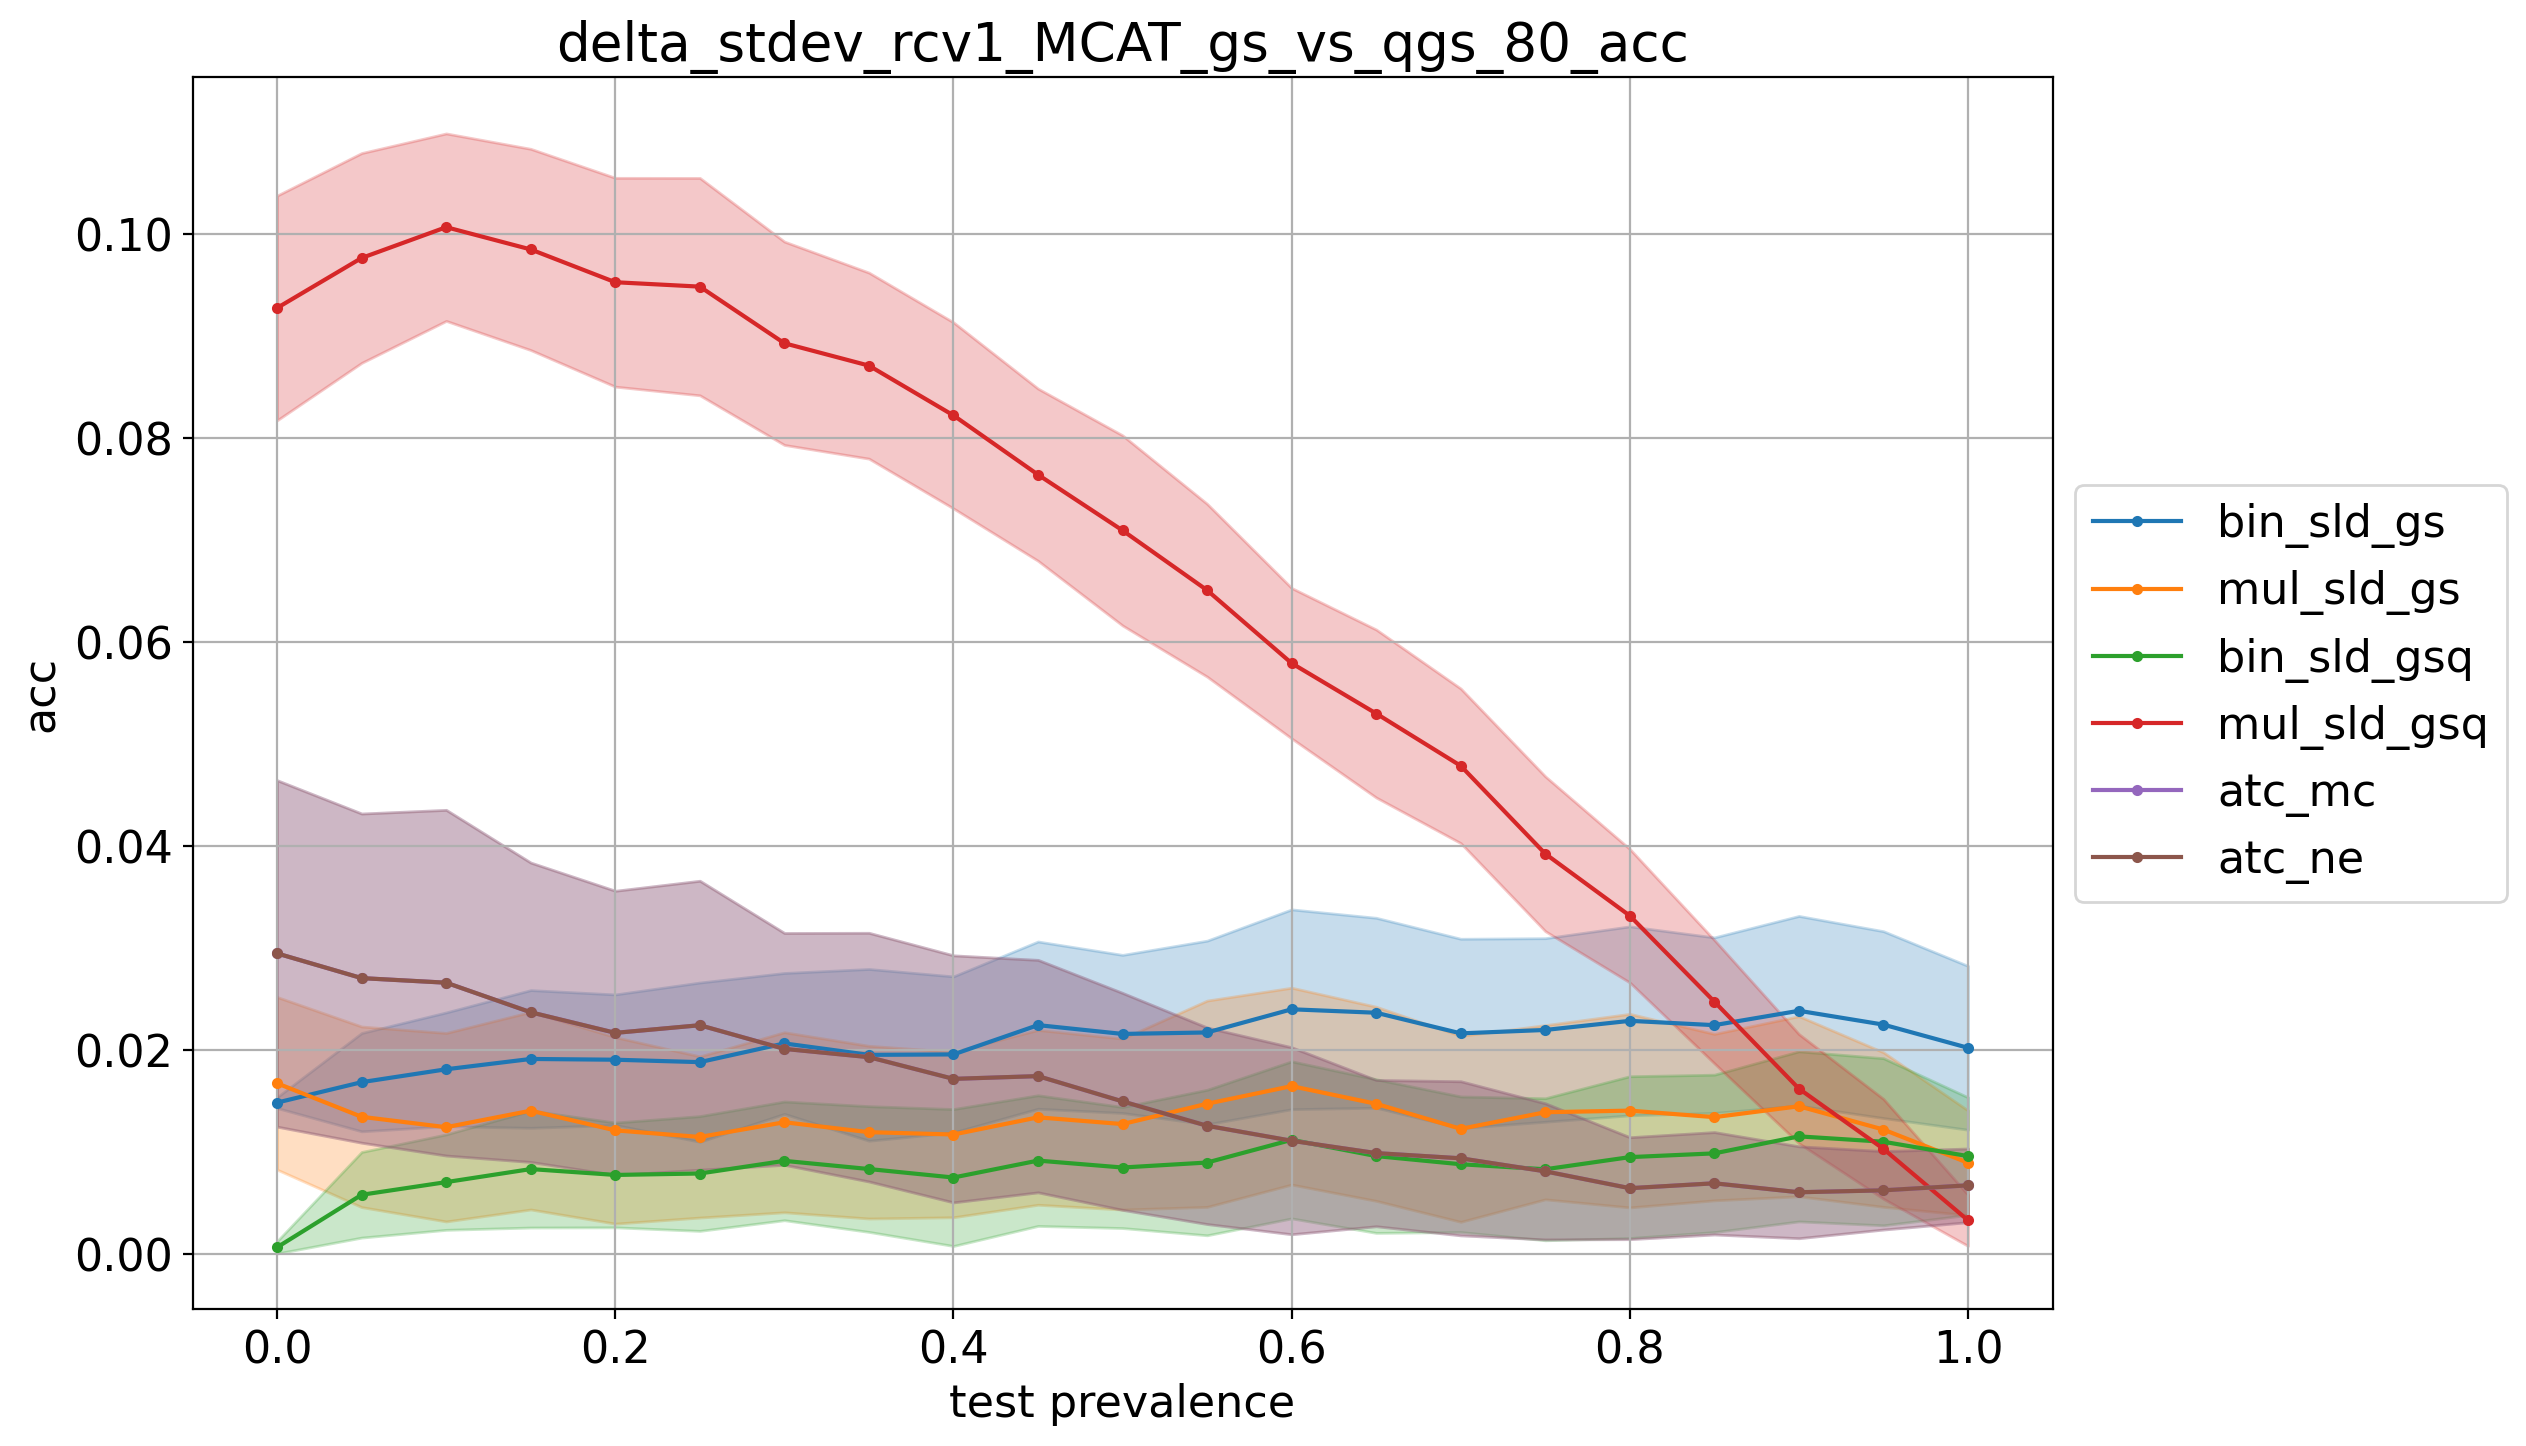 delta_stdev_rcv1_MCAT_gs_vs_qgs_80_acc
acc
0.10
0.08
0.06
0.04
0.02
0.00
0.0 0.2 0.4 0.6 0.8 1.0
test prevalence
bin_sld_gs
mul_sld_gs
bin_sld_gsq
mul_sld_gsq
atc_mc
atc_ne